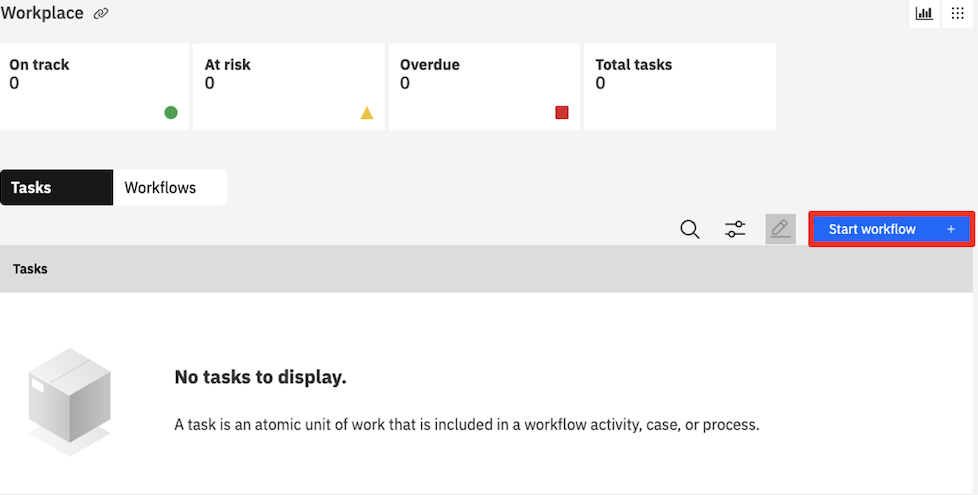 Workplace
On track
0
At risk
0
Overdue
0
Total tasks
0
Tasks
Workflows
Start workflow +
Tasks
No tasks to display.
A task is an atomic unit of work that is included in a workflow activity, case, or process.